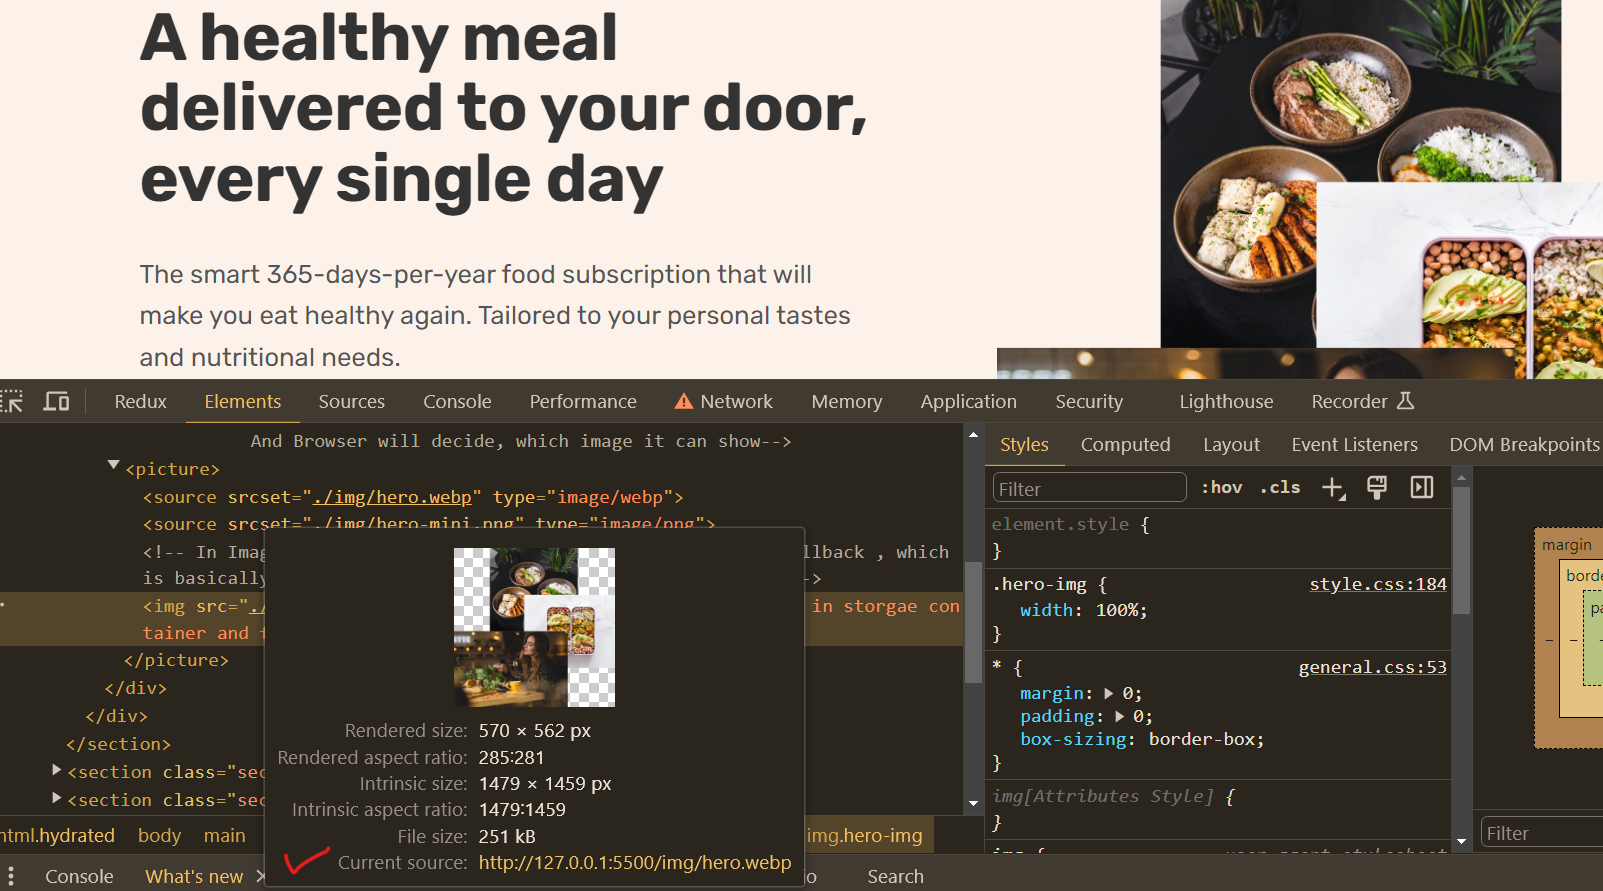 A healthy meal
delivered to your door,
every single day
The smart 365-days-per-year food subscription that will
make you eat healthy again. Tailored to your personal tastes
and nutritional needs.
Redux Elements Sources Console Performance Network Memory Application Security Lighthouse Recorder
And Browser will decide, which image it can show-->
<picture>
<source srcset="./img/hero.webp" type="image/webp">
<source srcset="./img/hero-mini.png" type="image/png">
<!-- In Imag
llback , which
is basically
-->
<img src="./
in storgae con
tainer and f
</picture>
</div>
</div>
</section>
<section class="sec
<section class="sec
Rendered size: 570 × 562 px
Rendered aspect ratio: 285:281
Intrinsic size: 1479 × 1459 px
Intrinsic aspect ratio: 1479:1459
File size: 251 kB
Current source: http://127.0.0.1:5500/img/hero.webp
html.hydrated body main img.hero-img
Console What's new × Search
Styles Computed Layout Event Listeners DOM Breakpoints
Filter :hov .cls
element.style {
}
.hero-img { style.css:184
width: 100%;
}
* { general.css:53
margin: 0;
padding: 0;
box-sizing: border-box;
}
img[Attributes Style] {
}
margin
borde
pa
Filter